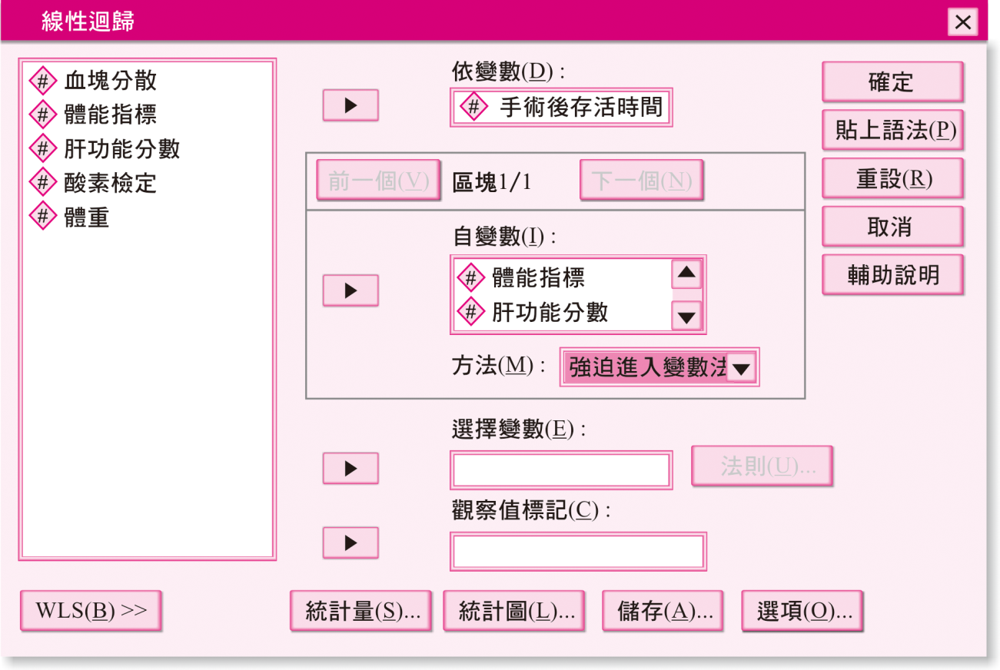 線性迴歸
血塊分散
體能指標
肝功能分數
酸素檢定
體重
依變數(D) :
手術後存活時間
前一個(V)
區塊1/1
下一個(N)
自變數(I) :
體能指標
肝功能分數
方法(M) :
強迫進入變數法
選擇變數(E) :
法則(U)...
觀察值標記(C) :
確定
貼上語法(P)
重設(R)
取消
輔助說明
WLS(B) >>
統計量(S)...
統計圖(L)...
儲存(A)...
選項(O)...